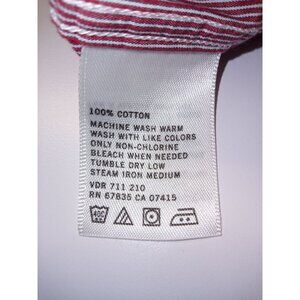 100% COTTON
MACHINE WASH WARM
WASH WITH LIKE COLORS
ONLY NON-CHLORINE
BLEACH WHEN NEEDED
TUMBLE DRY LOW
STEAM IRON MEDIUM
VDR 711 210
RN 67835 CA 07415
40C